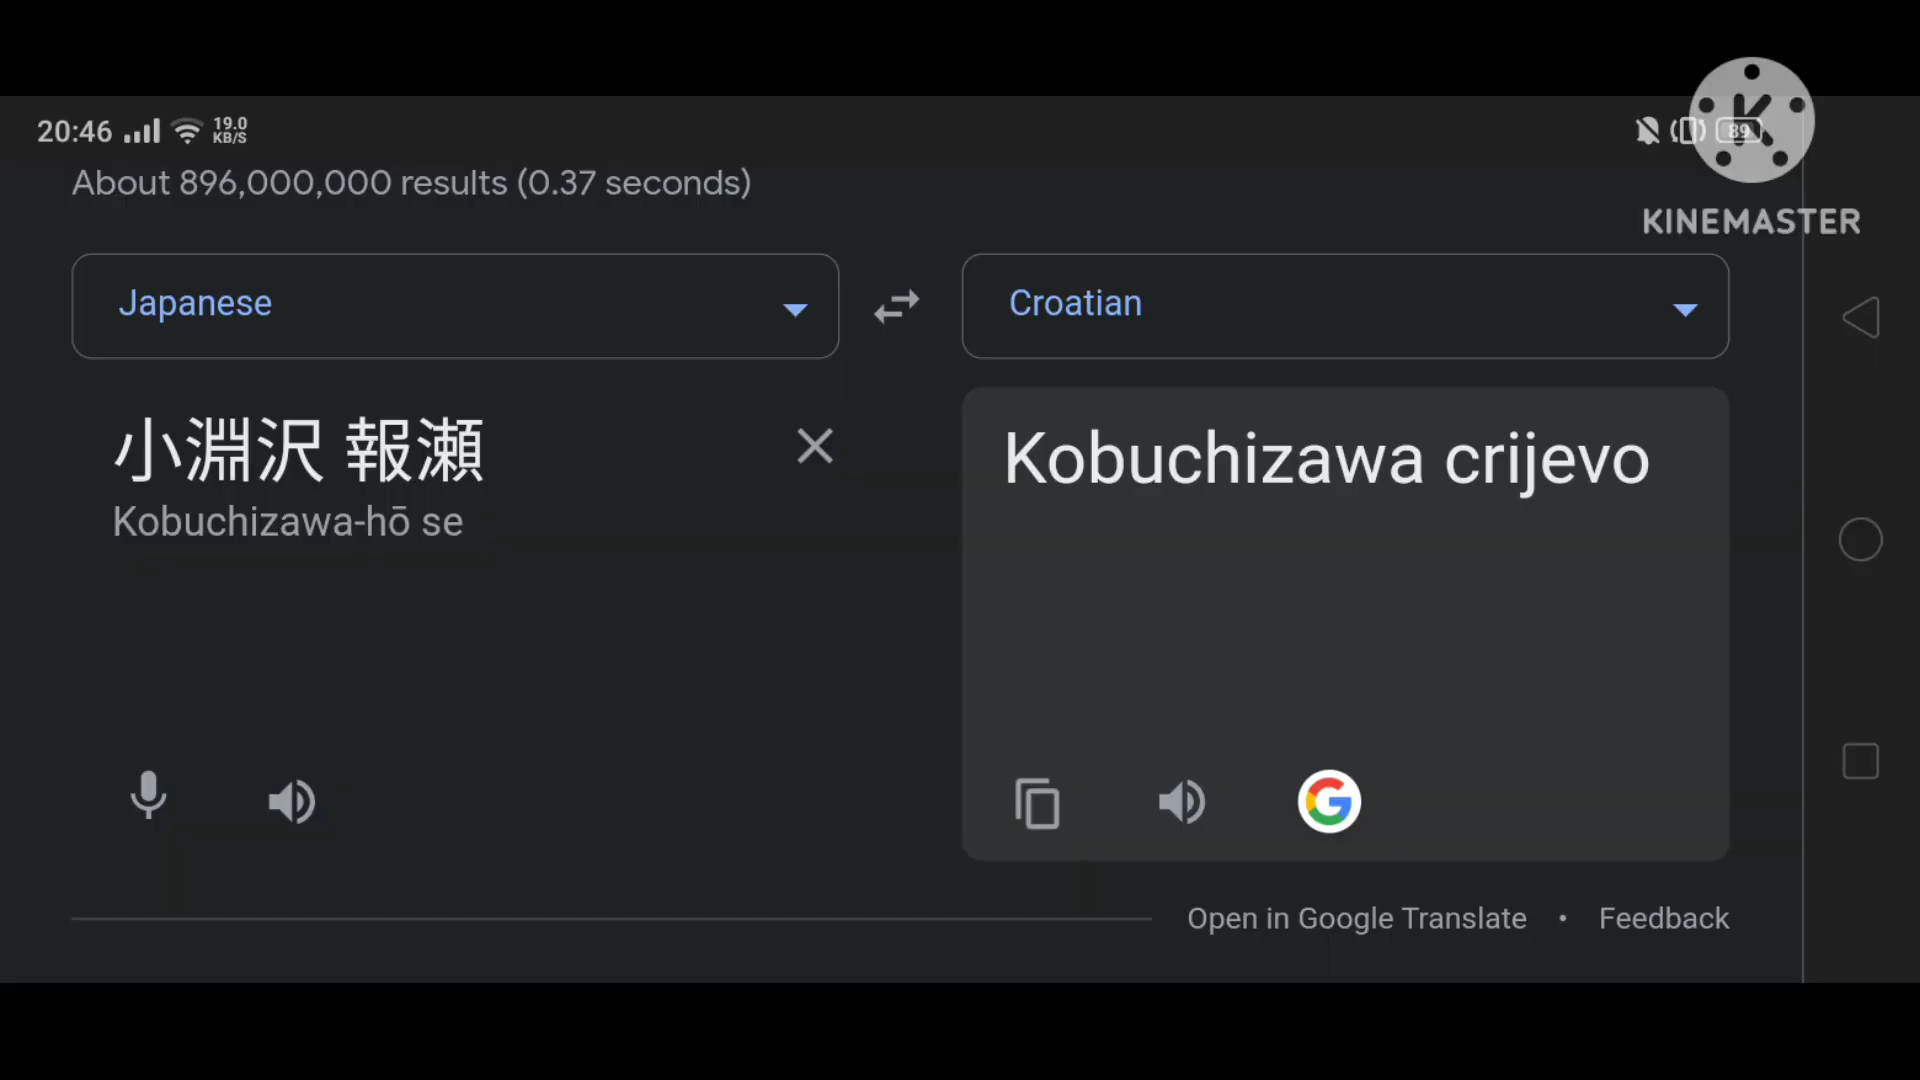 20:46 19.0 KB/S 89
About 896,000,000 results (0.37 seconds)
KINEMASTER
Japanese
Croatian
小淵沢 報瀬
Kobuchizawa-hō se
Kobuchizawa crijevo
Open in Google Translate • Feedback